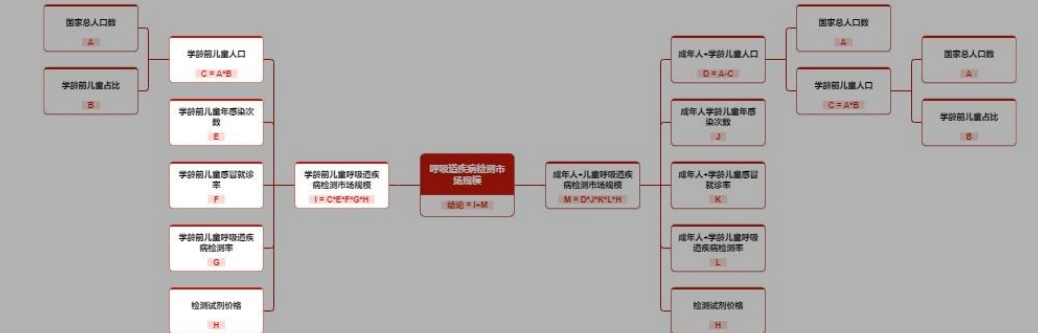 国家总人口数
A
学龄前儿童占比
B
学龄前儿童人口
C = A*B
学龄前儿童年感染次
数
E
学龄前儿童感冒就诊
率
F
学龄前儿童呼吸道疾
病检测率
G
检测试剂价格
H
学龄前儿童呼吸道疾
病检测市场规模
I = C*E*F*G*H
呼吸道疾病检测市
场规模
结论 = I+M
成年人+儿童呼吸道疾
病检测市场规模
M = D*J*K*L*H
成年人+学龄儿童人口
D = A-C
成年人学龄儿童年感
染次数
J
成年人+学龄儿童感冒
就诊率
K
成年人+学龄儿童呼吸
道疾病检测率
L
检测试剂价格
H
国家总人口数
A
学龄前儿童人口
C = A*B
国家总人口数
A
学龄前儿童占比
B